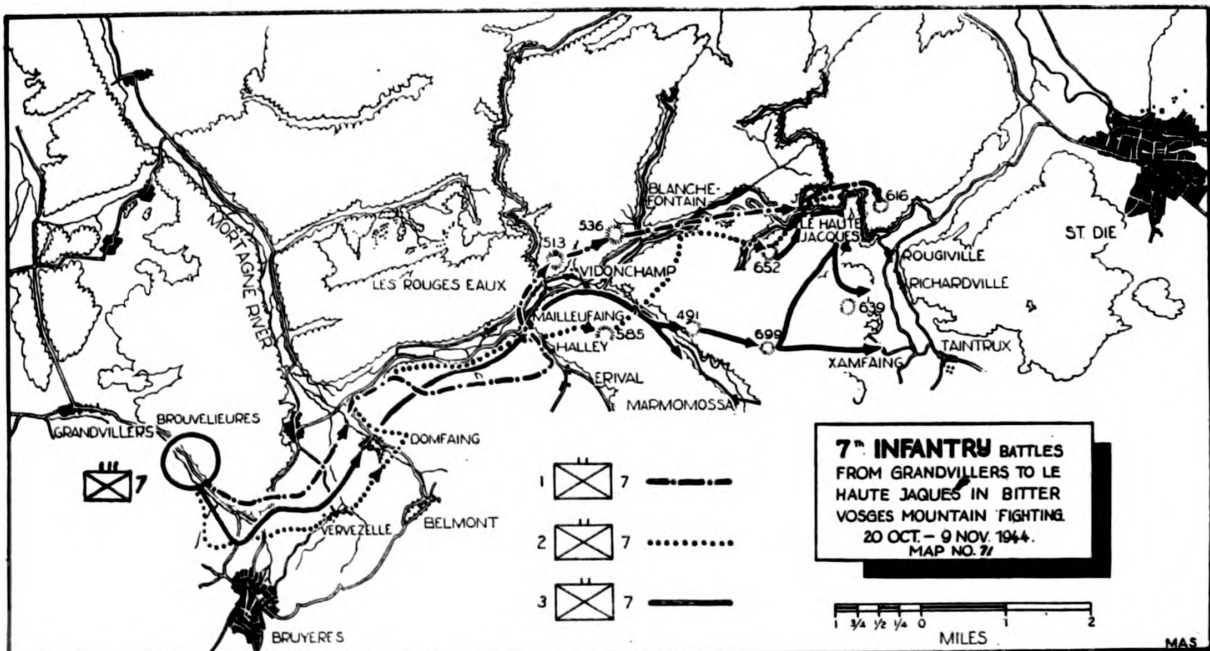 MORTAGNE RIVER
LES ROUGES EAUX
BLANCHE-
FONTAIN
536
513
VIDONCHAMP
616
LE HAUTE
JACQUES
652
ROUGIVILLE
RICHARDVILLE
ST. DIE
MAILLEUFAING
585
491
639
HALLEY
699
XAMFAING
TAINTRUX
ERIVAL
MARMOMOSSA
GRANDVILLERS
BROUVELIEURES
DOMFAING
7
VERVEZELLE
BELMONT
BRUYERES
1 7
2 7
3 7
7TH INFANTRY BATTLES
FROM GRANDVILLERS TO LE
HAUTE JAQUES IN BITTER
VOSGES MOUNTAIN FIGHTING.
20 OCT. – 9 NOV. 1944.
MAP NO. 71
1 3/4 1/2 1/4 0 1 2
MILES
MAS